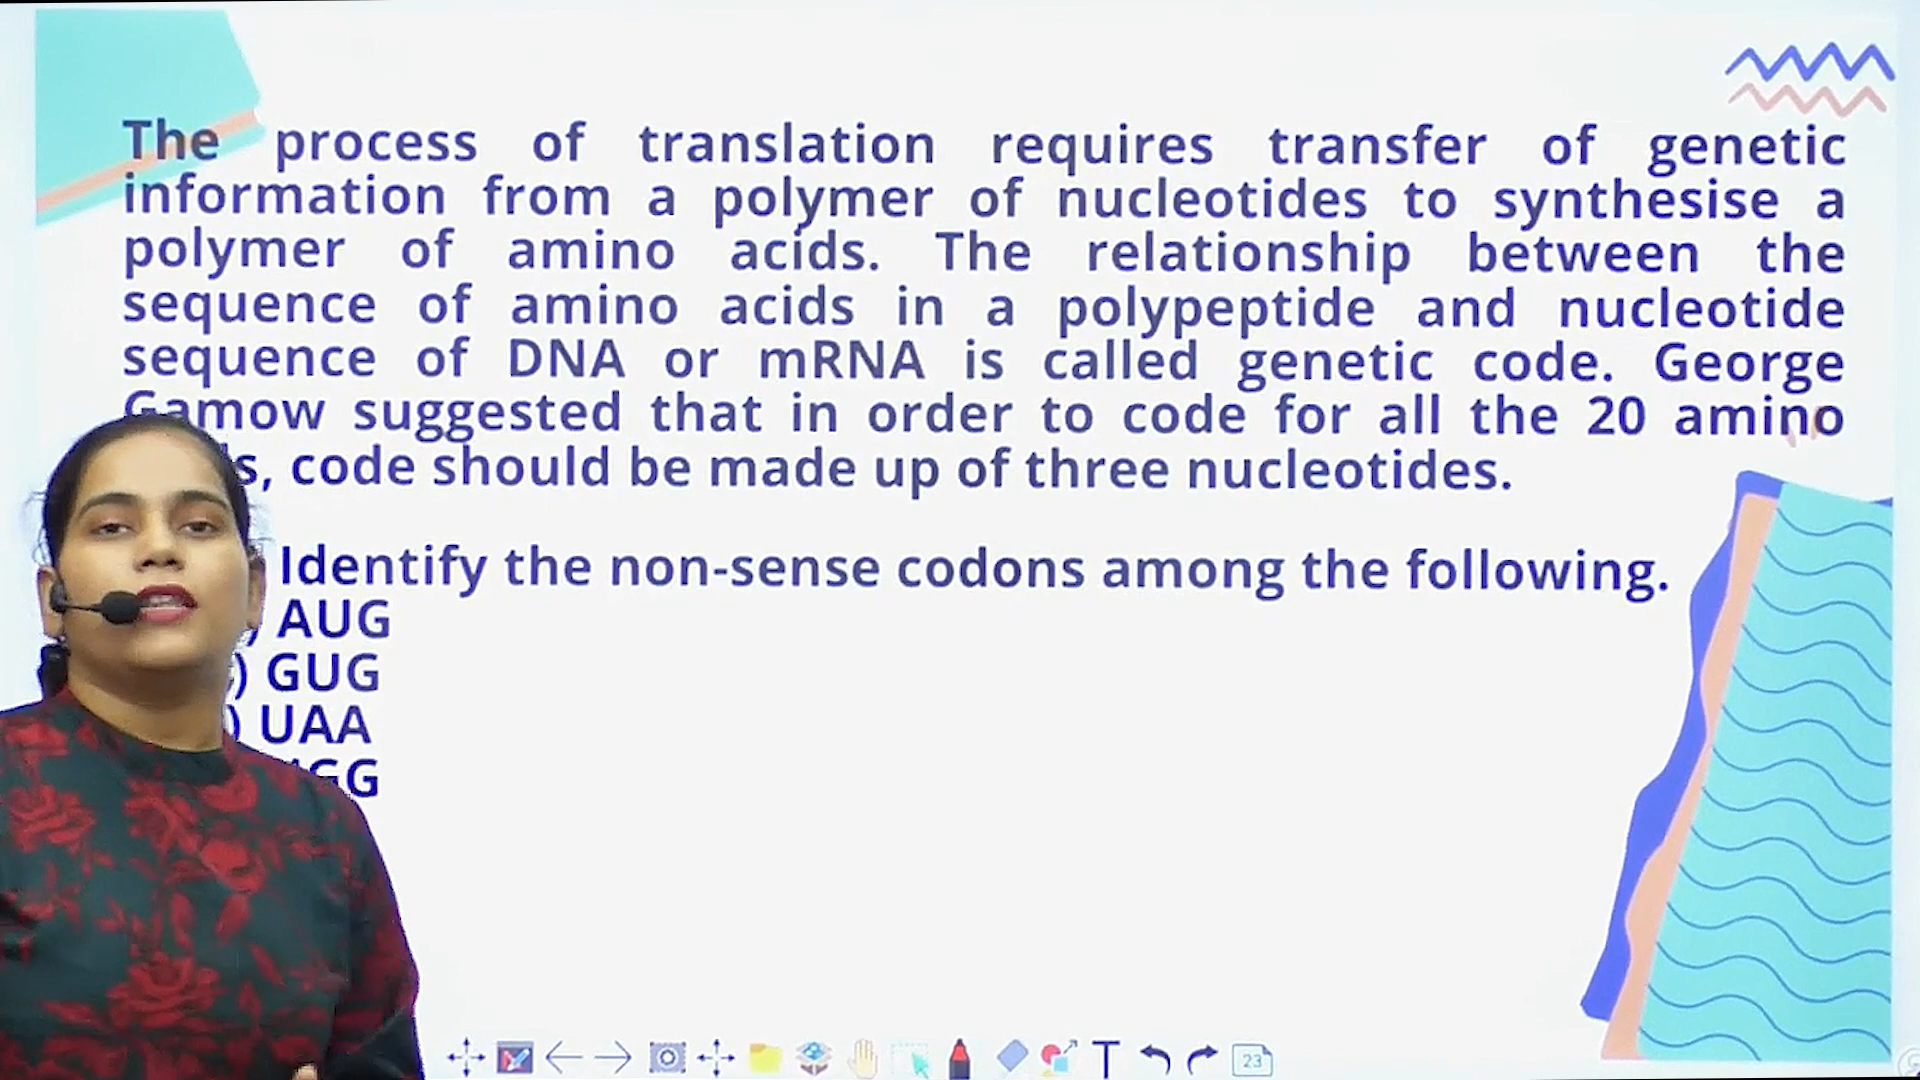 The process of translation requires transfer of genetic
information from a polymer of nucleotides to synthesise a
polymer of amino acids. The relationship between the
sequence of amino acids in a polypeptide and nucleotide
sequence of DNA or mRNA is called genetic code. George
Gamow suggested that in order to code for all the 20 amino
code should be made up of three nucleotides.
Identify the non-sense codons among the following.
AUG
GUG
UAA
23